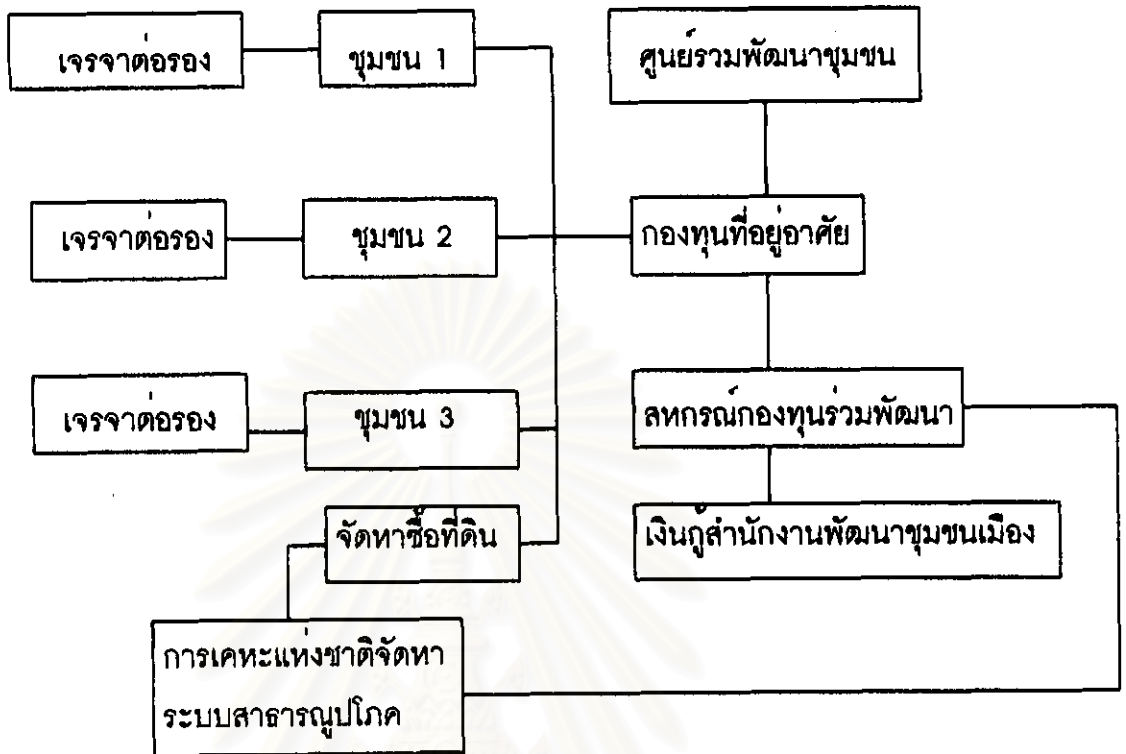 เจรจาต่อรอง
ชุมชน 1
ศูนย์รวมพัฒนาชุมชน
เจรจาต่อรอง
ชุมชน 2
กองทุนที่อยู่อาศัย
เจรจาต่อรอง
ชุมชน 3
สหกรณ์กองทุนร่วมพัฒนา
จัดหาซื้อที่ดิน
เงินกู้สำนักงานพัฒนาชุมชนเมือง
การเคหะแห่งชาติจัดหา
ระบบสาธารณูปโภค